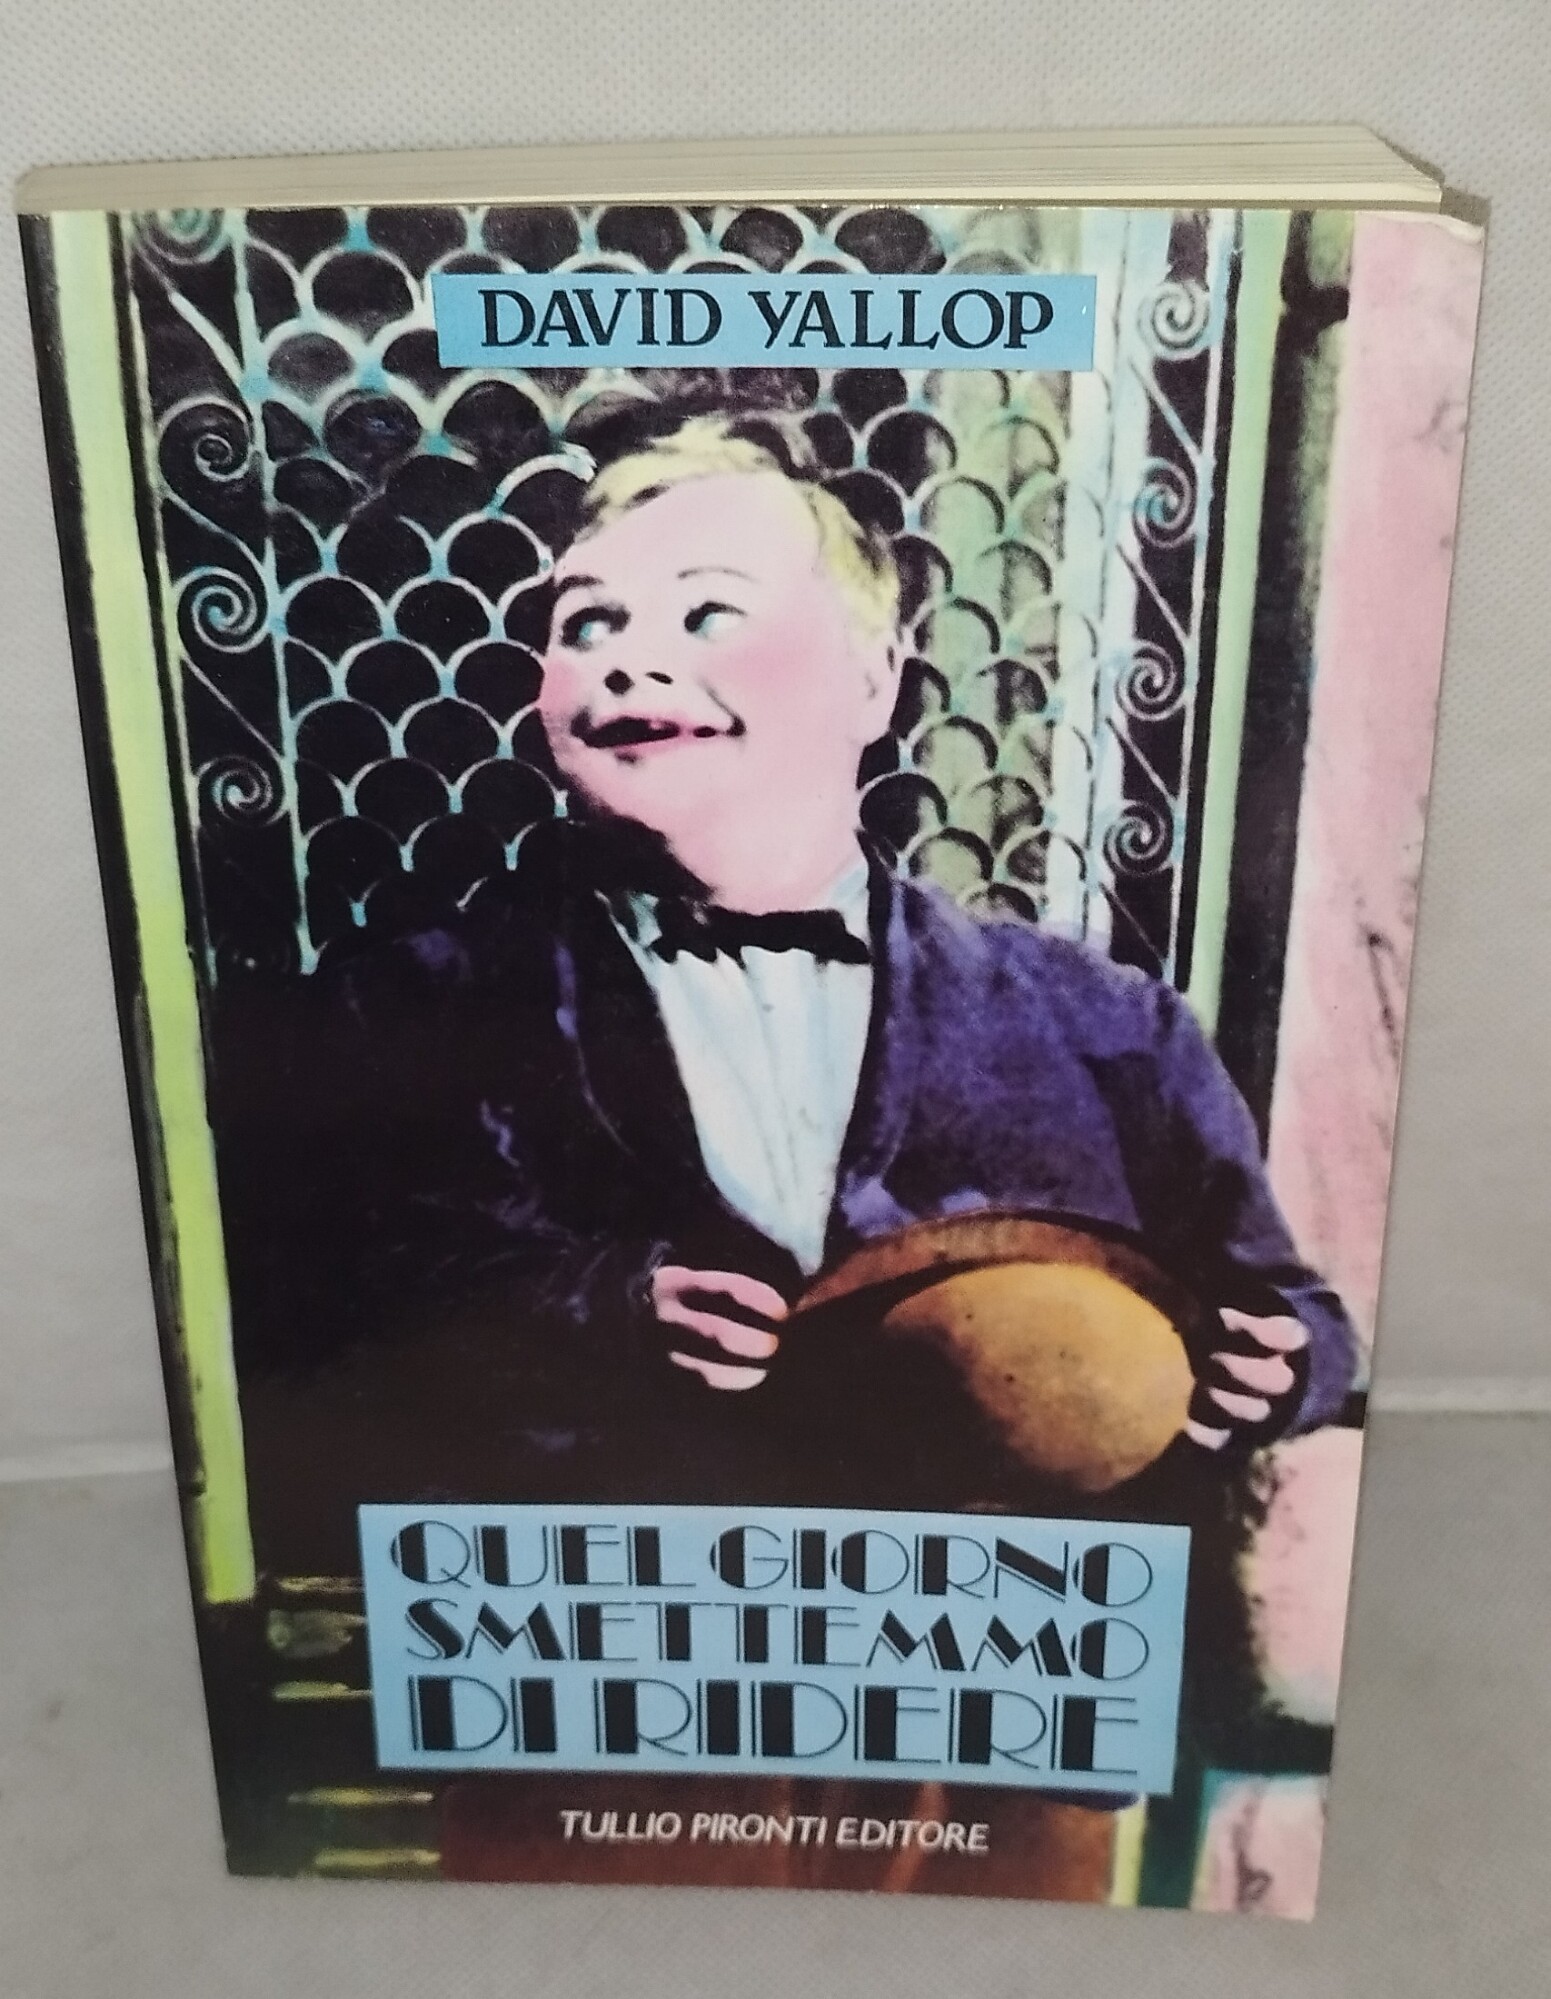 DAVID YALLOP
QUEL GIORNO
SMETTEMMO
DI RIDERE
TULLIO PIRONTI EDITORE